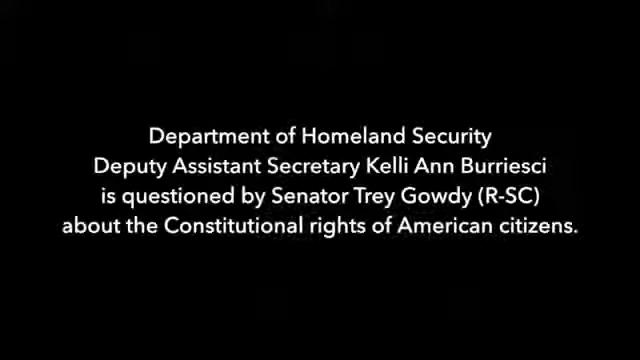 Department of Homeland Security
Deputy Assistant Secretary Kelli Ann Burriesci
is questioned by Senator Trey Gowdy (R-SC)
about the Constitutional rights of American citizens.